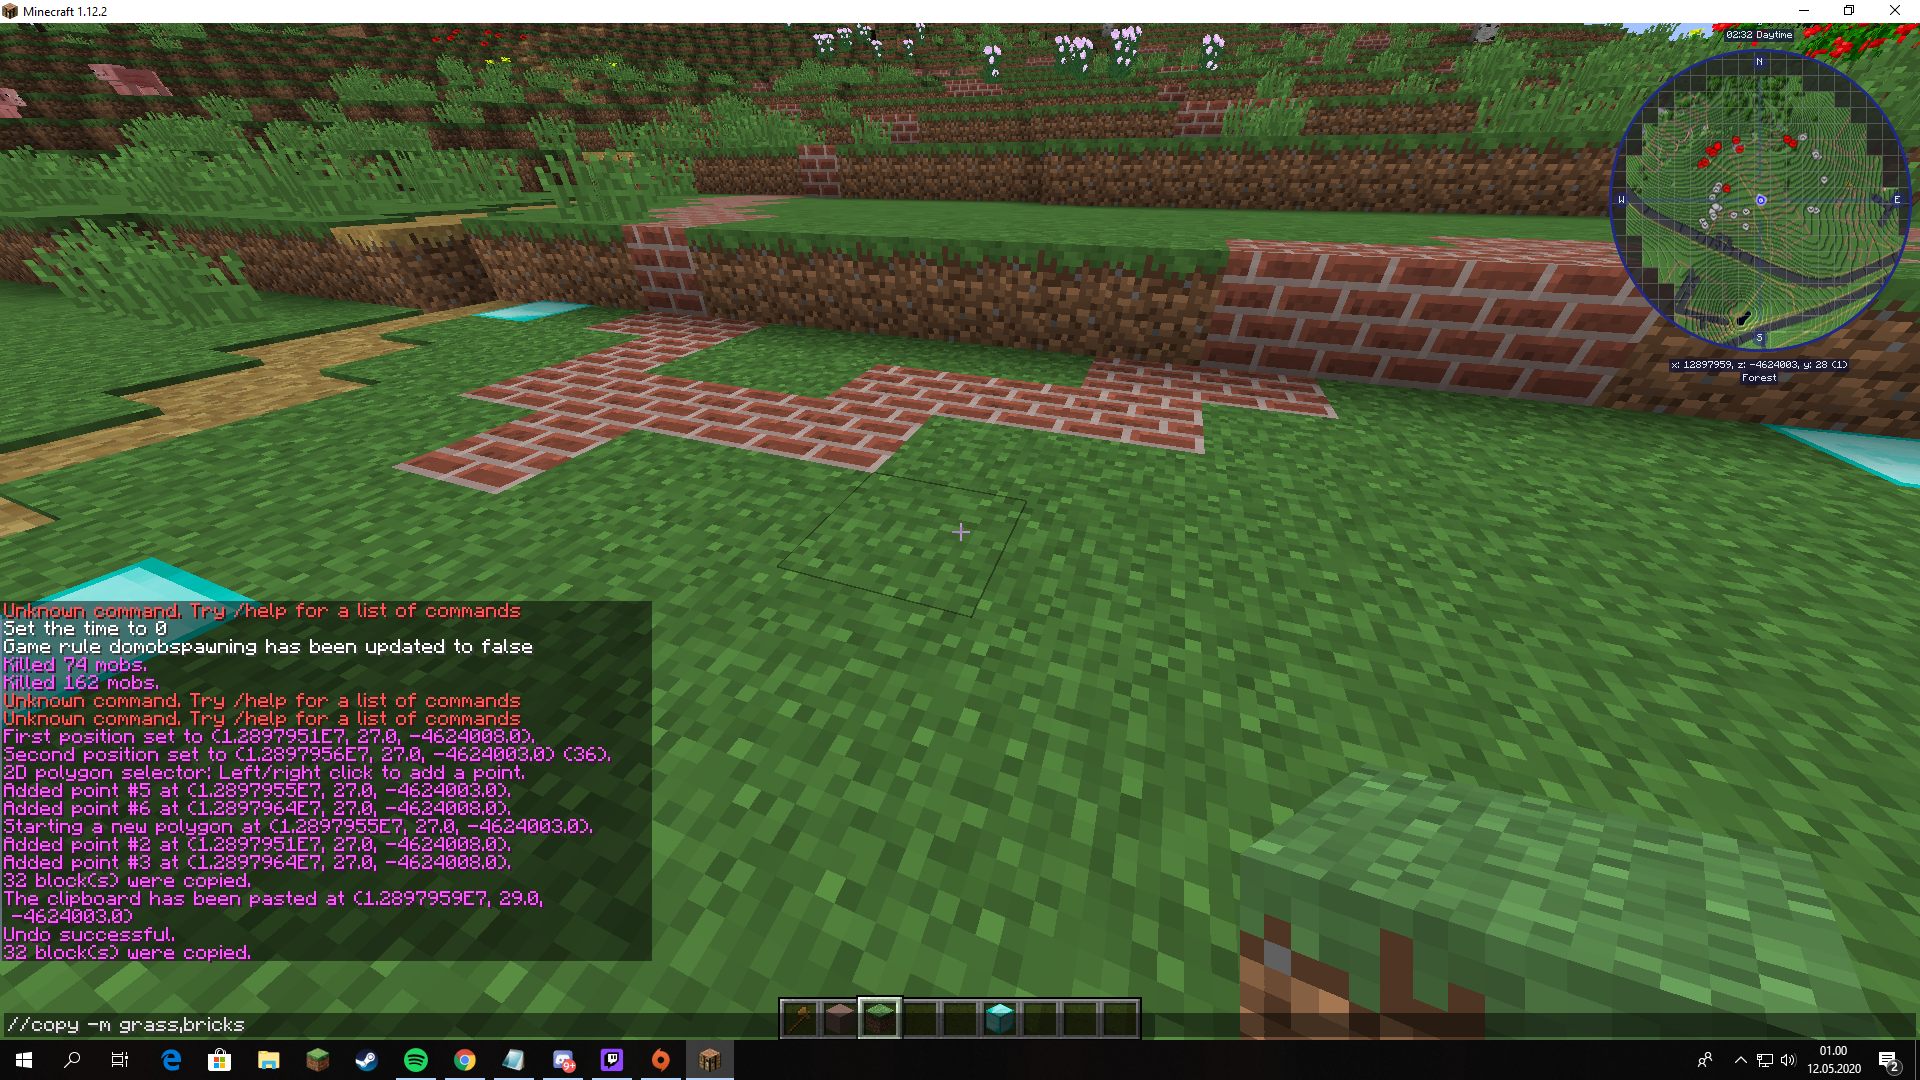 Minecraft 1.12.2
02:32 Daytime
N
W
E
S
x: 12897959, z: -4624003, y: 28 (1)
Forest
Unknown command. Try /help for a list of commands
Set the time to 0
Game rule domobspawning has been updated to false
Killed 74 mobs.
Killed 162 mobs.
Unknown command. Try /help for a list of commands
Unknown command. Try /help for a list of commands
First position set to (1.2897951E7, 27.0, -4624008.0).
Second position set to (1.2897956E7, 27.0, -4624003.0) (36).
2D polygon selector: Left/right click to add a point.
Added point #5 at (1.2897955E7, 27.0, -4624003.0).
Added point #6 at (1.2897964E7, 27.0, -4624008.0).
Starting a new polygon at (1.2897955E7, 27.0, -4624003.0).
Added point #2 at (1.2897951E7, 27.0, -4624008.0).
Added point #3 at (1.2897964E7, 27.0, -4624008.0).
32 block(s) were copied.
The clipboard has been pasted at (1.2897959E7, 29.0,
-4624003.0)
Undo successful.
32 block(s) were copied.
//copy -m grass,bricks
9+
01.00
12.05.2020
2